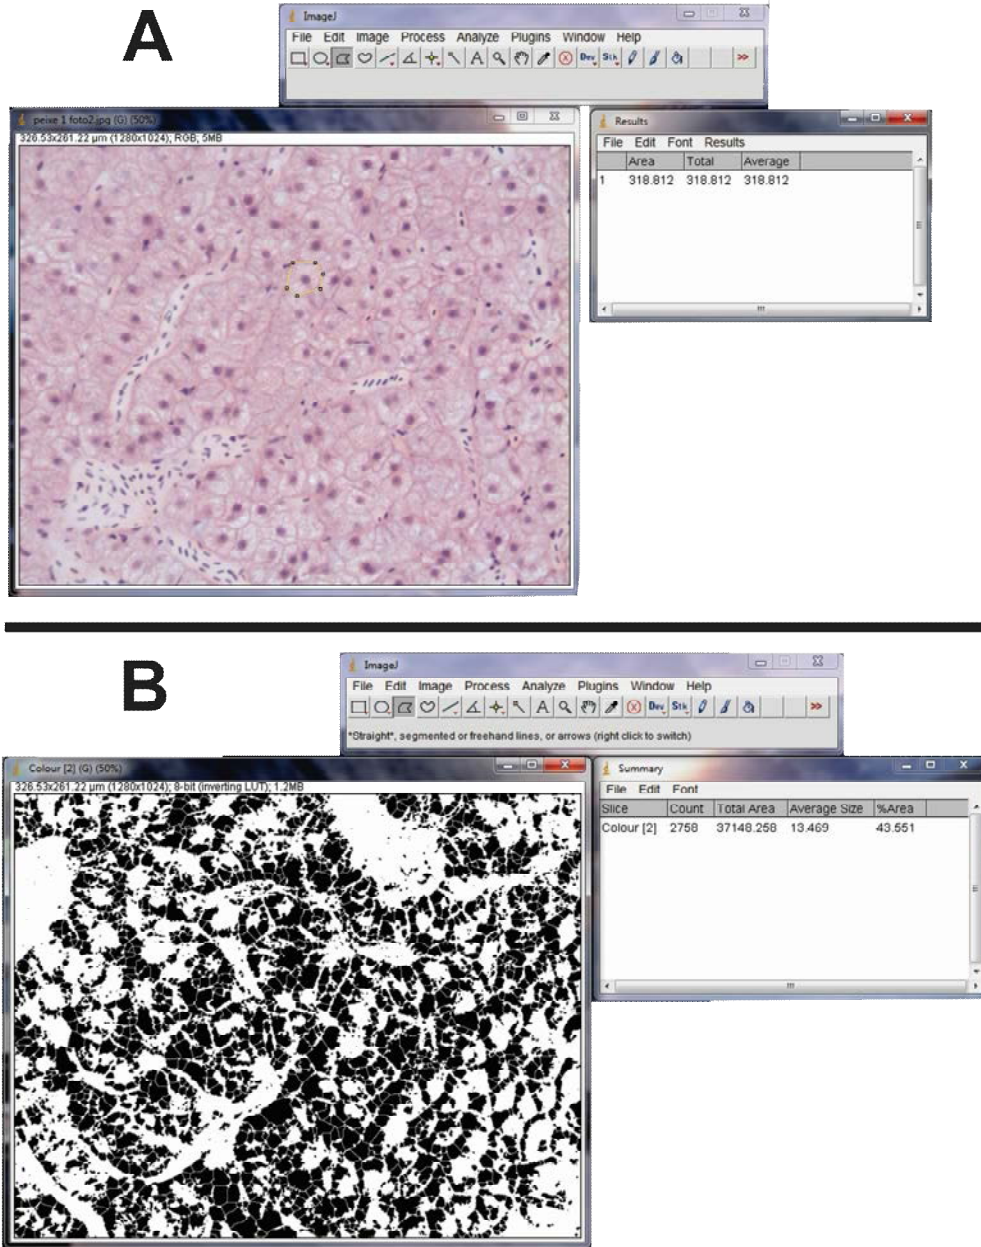 A
ImageJ
File Edit Image Process Analyze Plugins Window Help
Dev Stk >>
peixe 1 foto2.jpg (G) (50%)
326.53x261.22 µm (1280x1024); RGB; 5MB
Results
File Edit Font Results
Area Total Average
1 318.812 318.812 318.812
B
ImageJ
File Edit Image Process Analyze Plugins Window Help
Dev Stk >>
*Straight*, segmented or freehand lines, or arrows (right click to switch)
Colour [2] (G) (50%)
326.53x261.22 µm (1280x1024); 8-bit (inverting LUT); 1.2MB
Summary
File Edit Font
Slice Count Total Area Average Size %Area
Colour [2] 2758 37148.258 13.469 43.551